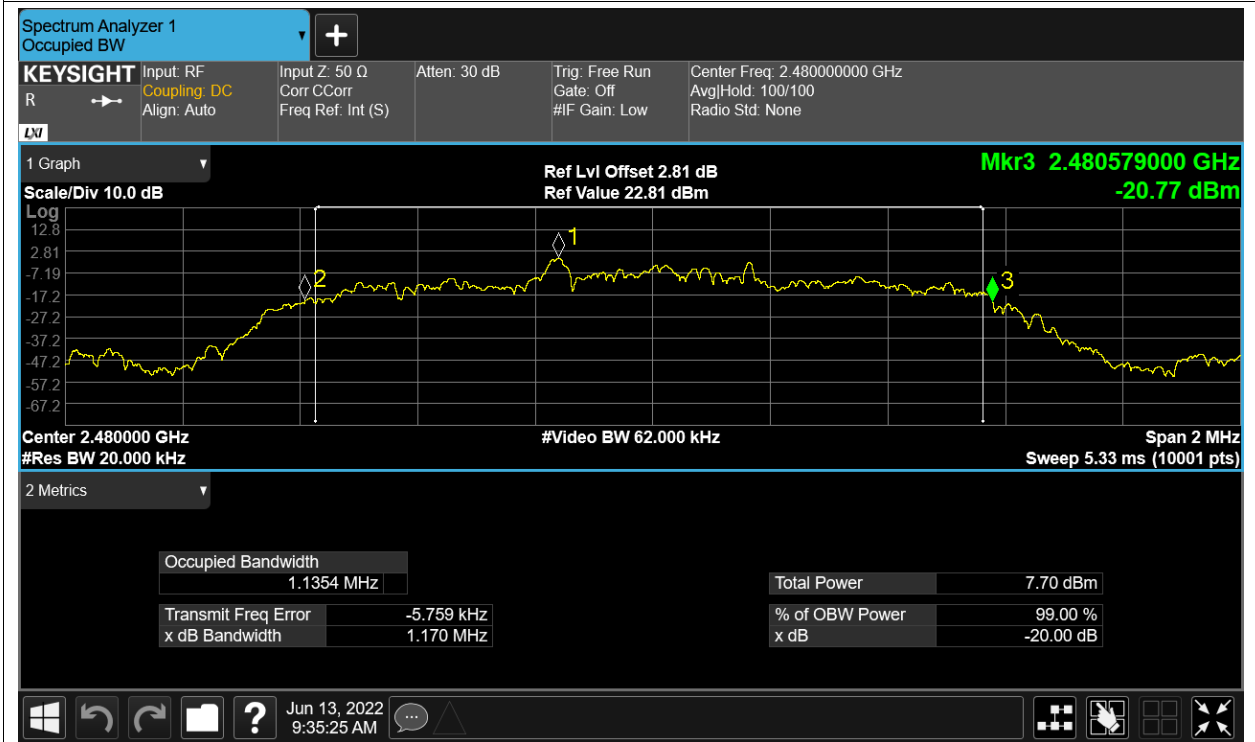 Spectrum Analyzer 1
Occupied BW
KEYSIGHT Input: RF Input Z: 50 Ω Atten: 30 dB Trig: Free Run Center Freq: 2.480000000 GHz
R Coupling: DC Corr CCorr Gate: Off Avg|Hold: 100/100
Align: Auto Freq Ref: Int (S) #IF Gain: Low Radio Std: None
LXI
1 Graph Ref Lvl Offset 2.81 dB Mkr3 2.480579000 GHz
Scale/Div 10.0 dB Ref Value 22.81 dBm -20.77 dBm
Log
12.8 1
2.81
-7.19 2 3
-17.2
-27.2
-37.2
-47.2
-57.2
-67.2
Center 2.480000 GHz #Video BW 62.000 kHz Span 2 MHz
#Res BW 20.000 kHz Sweep 5.33 ms (10001 pts)
2 Metrics
Occupied Bandwidth
1.1354 MHz Total Power 7.70 dBm
Transmit Freq Error -5.759 kHz % of OBW Power 99.00 %
x dB Bandwidth 1.170 MHz x dB -20.00 dB
? Jun 13, 2022
9:35:25 AM